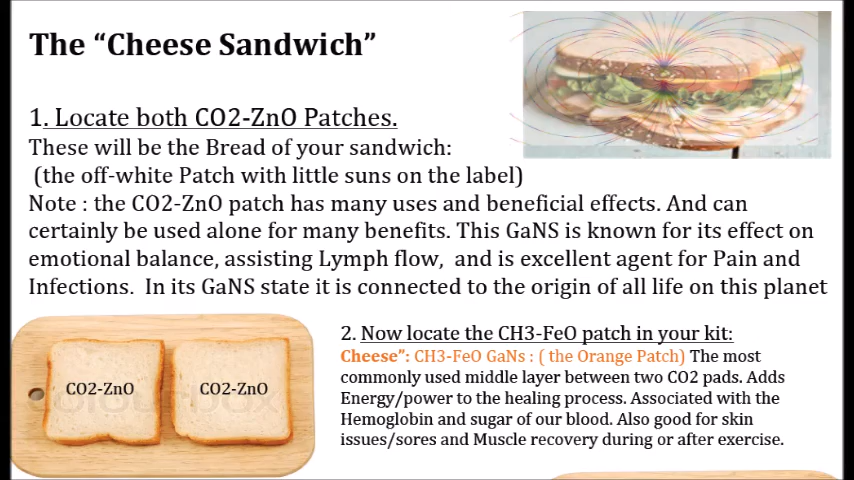 The “Cheese Sandwich”
1. Locate both CO2-ZnO Patches.
These will be the Bread of your sandwich:
(the off-white Patch with little suns on the label)
Note : the CO2-ZnO patch has many uses and beneficial effects. And can
certainly be used alone for many benefits. This GaNS is known for its effect on
emotional balance, assisting Lymph flow, and is excellent agent for Pain and
Infections. In its GaNS state it is connected to the origin of all life on this planet
CO2-ZnO
CO2-ZnO
2. Now locate the CH3-FeO patch in your kit:
Cheese”: CH3-FeO GaNs : ( the Orange Patch) The most
commonly used middle layer between two CO2 pads. Adds
Energy/power to the healing process. Associated with the
Hemoglobin and sugar of our blood. Also good for skin
issues/sores and Muscle recovery during or after exercise.